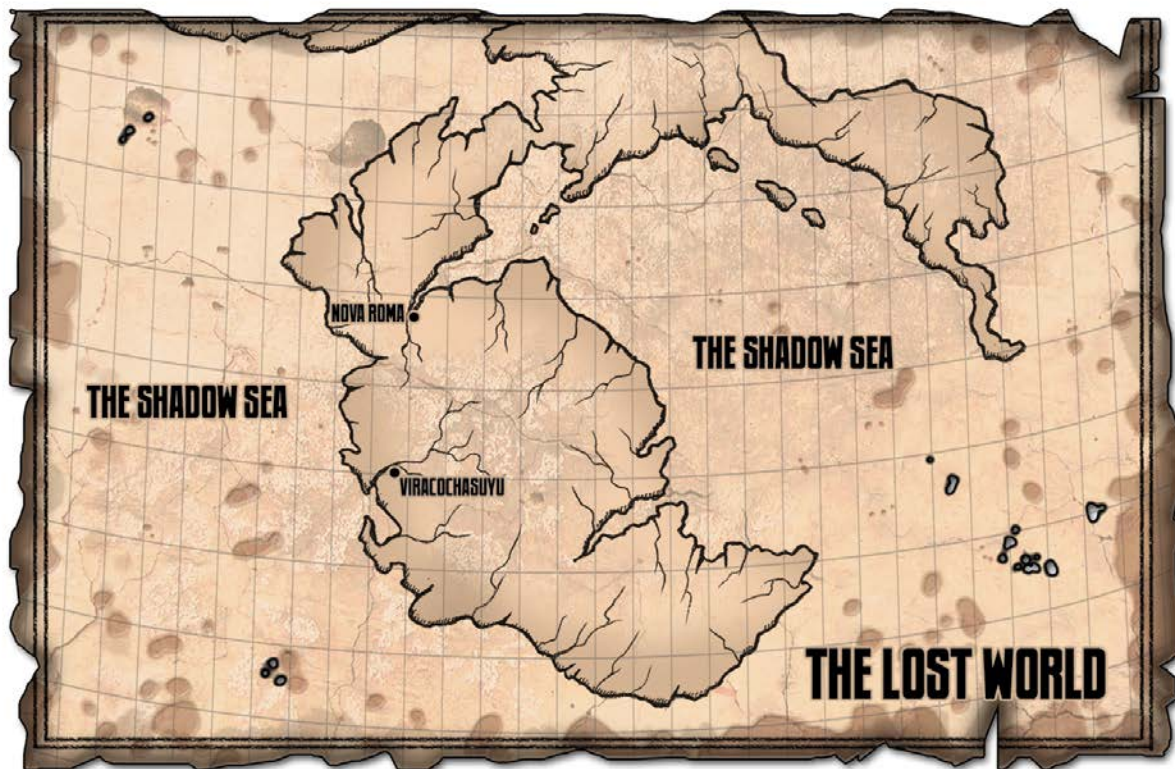 NOVA ROMA
THE SHADOW SEA
THE SHADOW SEA
VIRACOCHASUYU
THE LOST WORLD